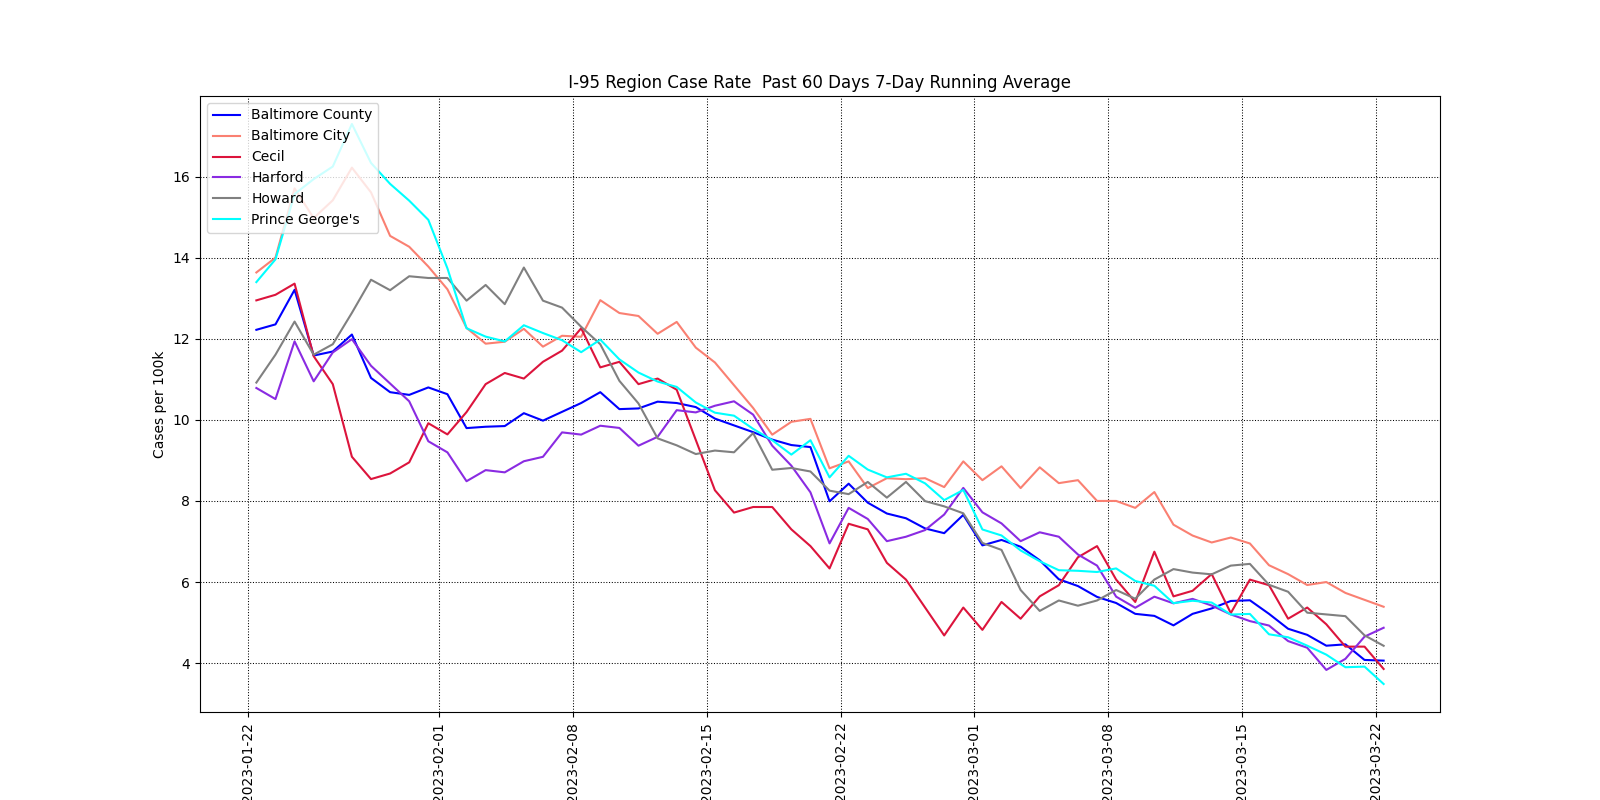 I-95 Region Case Rate  Past 60 Days 7-Day Running Average
Baltimore County
Baltimore City
Cecil
Harford
Howard
Prince George's
Cases per 100k
16
14
12
10
8
6
4
2023-01-22
2023-02-01
2023-02-08
2023-02-15
2023-02-22
2023-03-01
2023-03-08
2023-03-15
2023-03-22